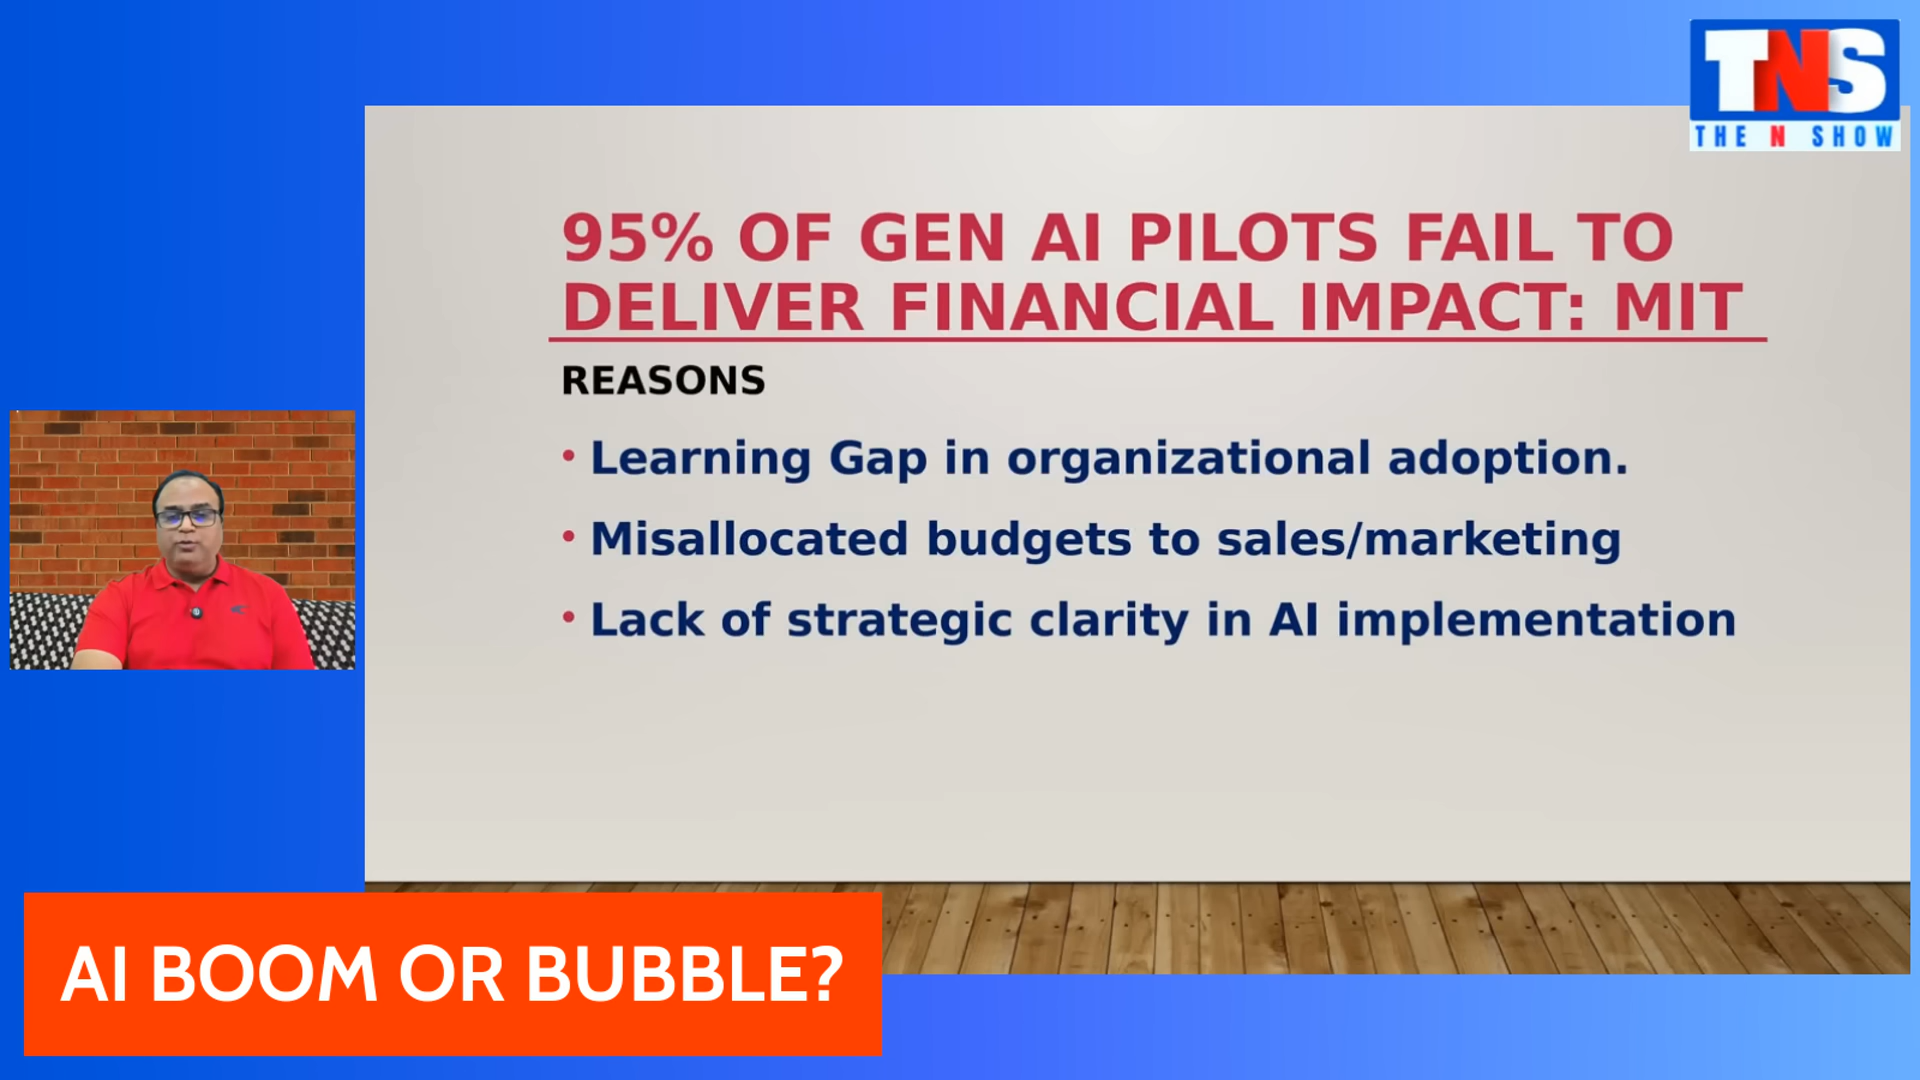 TNS
THE N SHOW
95% OF GEN AI PILOTS FAIL TO
DELIVER FINANCIAL IMPACT: MIT
REASONS
• Learning Gap in organizational adoption.
• Misallocated budgets to sales/marketing
• Lack of strategic clarity in AI implementation
AI BOOM OR BUBBLE?